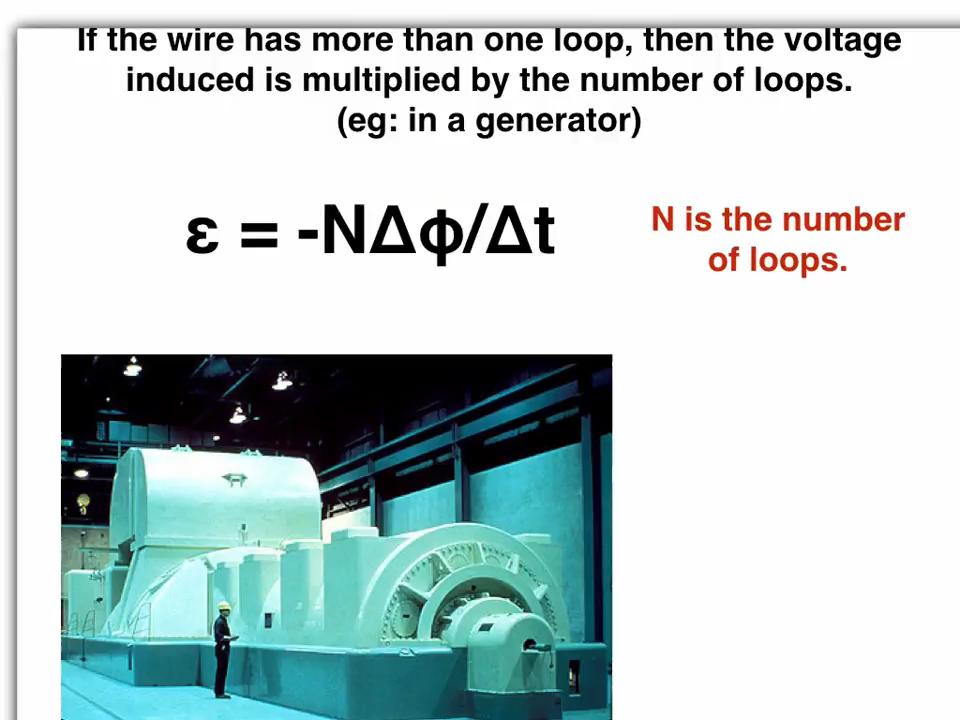 If the wire has more than one loop, then the voltage
induced is multiplied by the number of loops.
(eg: in a generator)
ε = -NΔϕ/Δt
N is the number
of loops.